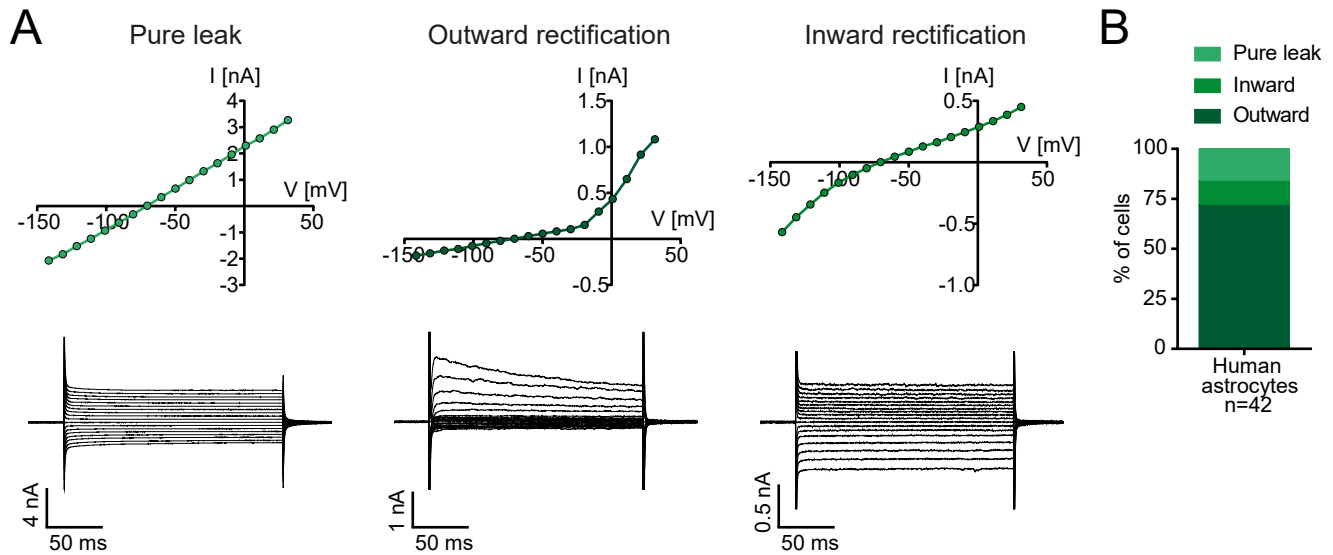 A
Pure leak
I [nA]
4
3
2
1
-1
-2
-3
V [mV]
-150
-100
-50
50
4 nA
50 ms
Outward rectification
I [nA]
1.5
1.0
0.5
-0.5
V [mV]
-150
-100
-50
50
1 nA
50 ms
Inward rectification
I [nA]
0.5
-0.5
-1.0
V [mV]
-150
-100
-50
50
0.5 nA
50 ms
B
Pure leak
Inward
Outward
% of cells
100
75
50
25
0
Human
astrocytes
n=42